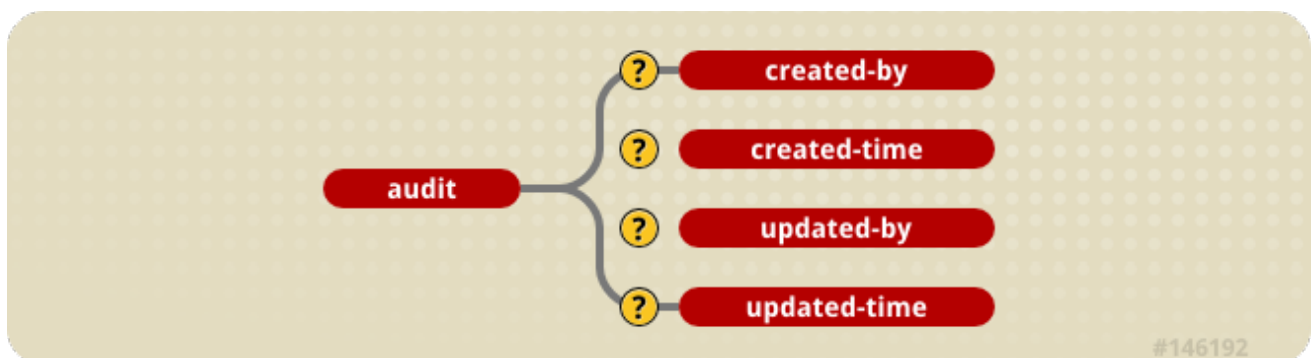 ?
created-by
?
created-time
audit
?
updated-by
?
updated-time
#146192